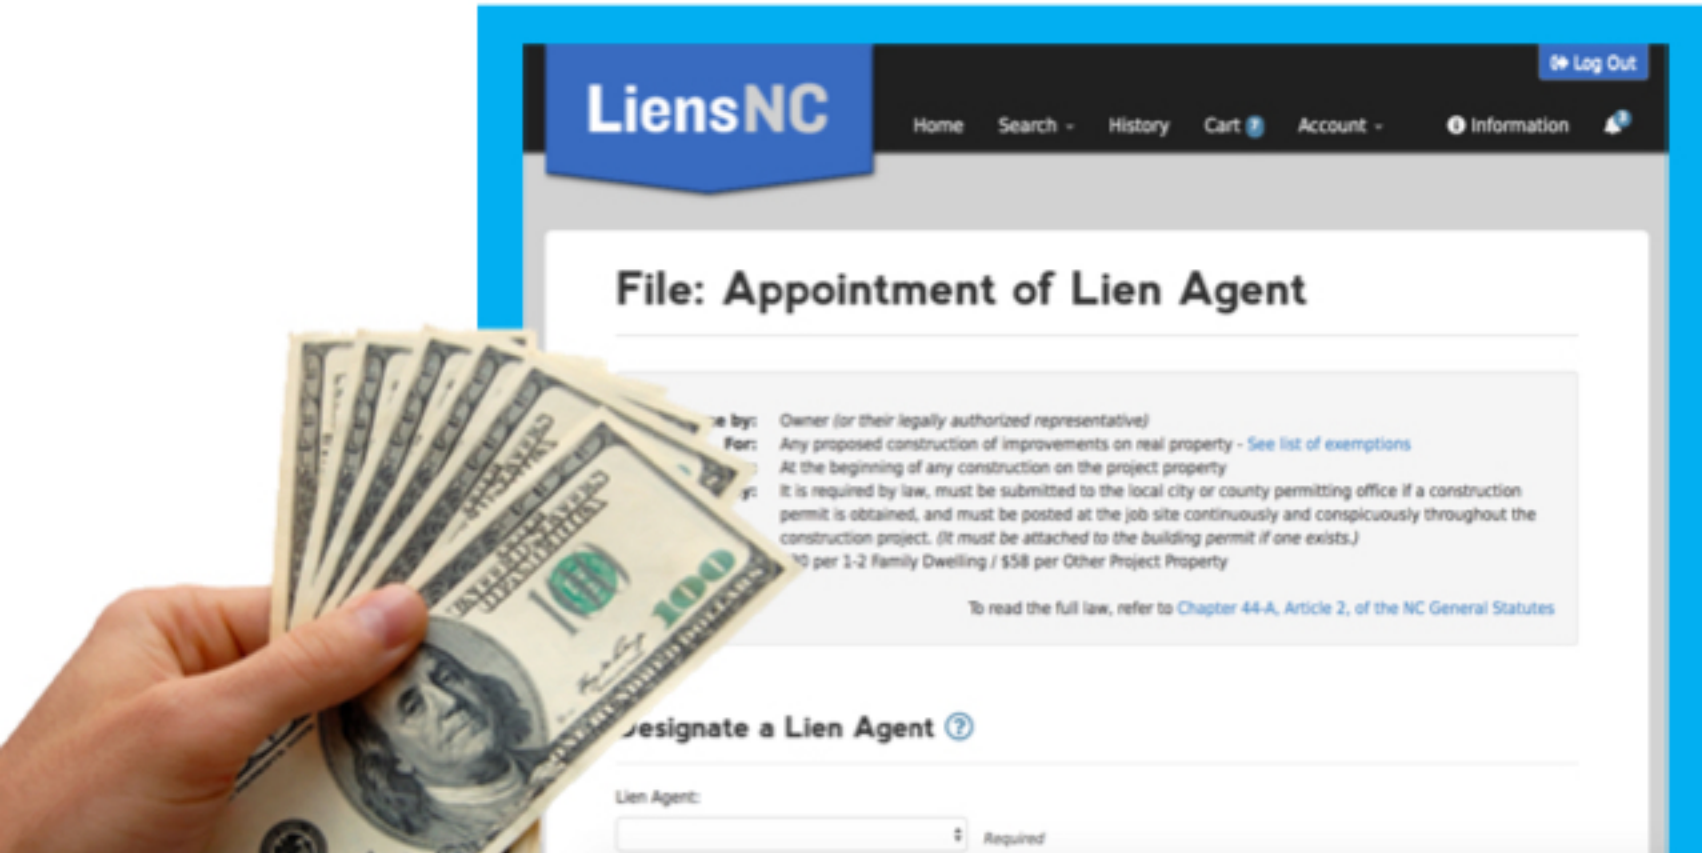 Log Out
LiensNC
Home Search History Cart 7 Account Information
File: Appointment of Lien Agent
e by: Owner (or their legally authorized representative)
For: Any proposed construction of improvements on real property - See list of exemptions
: At the beginning of any construction on the project property
y: It is required by law, must be submitted to the local city or county permitting office if a construction
permit is obtained, and must be posted at the job site continuously and conspicuously throughout the
construction project. (It must be attached to the building permit if one exists.)
0 per 1-2 Family Dwelling / $58 per Other Project Property
To read the full law, refer to Chapter 44-A, Article 2, of the NC General Statutes
esignate a Lien Agent ?
Lien Agent:
Required
100
100